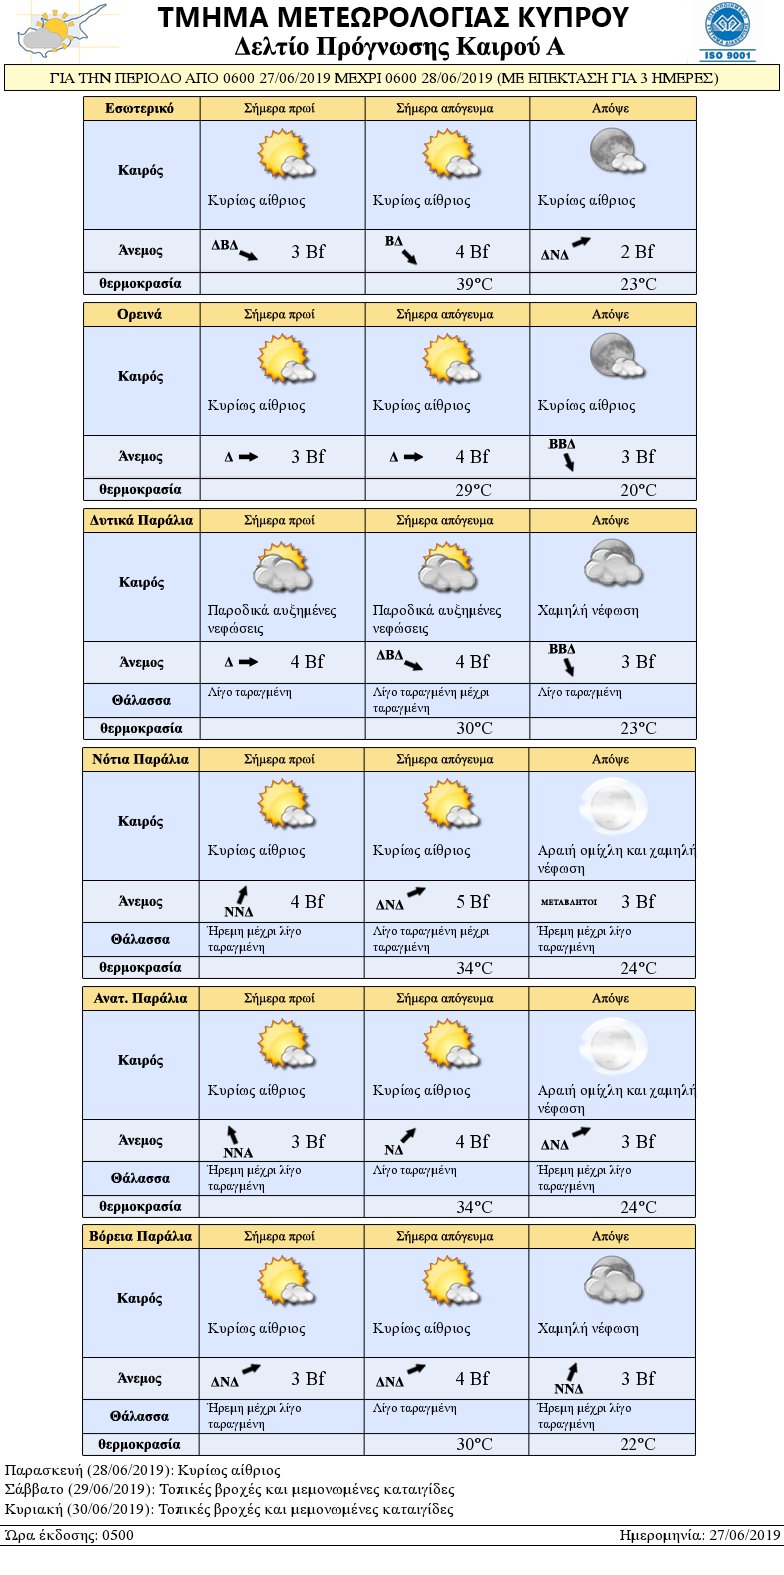 ΤΜΗΜΑ ΜΕΤΕΩΡΟΛΟΓΙΑΣ ΚΥΠΡΟΥ
Δελτίο Πρόγνωσης Καιρού Α
ISO 9001
ΓΙΑ ΤΗΝ ΠΕΡΙΟΔΟ ΑΠΟ 0600 27/06/2019 ΜΕΧΡΙ 0600 28/06/2019 (ΜΕ ΕΠΕΚΤΑΣΗ ΓΙΑ 3 ΗΜΕΡΕΣ)
Εσωτερικό Σήμερα πρωί Σήμερα απόγευμα Απόψε
Καιρός
Κυρίως αίθριος Κυρίως αίθριος Κυρίως αίθριος
Άνεμος ΔΒΔ 3 Bf ΒΔ 4 Bf ΔΝΔ 2 Bf
θερμοκρασία 39°C 23°C
Ορεινά Σήμερα πρωί Σήμερα απόγευμα Απόψε
Καιρός
Κυρίως αίθριος Κυρίως αίθριος Κυρίως αίθριος
Άνεμος Δ 3 Bf Δ 4 Bf ΒΒΔ 3 Bf
θερμοκρασία 29°C 20°C
Δυτικά Παράλια Σήμερα πρωί Σήμερα απόγευμα Απόψε
Καιρός
Παροδικά αυξημένες Παροδικά αυξημένες Χαμηλή νέφωση
νεφώσεις νεφώσεις
Άνεμος Δ 4 Bf ΔΒΔ 4 Bf ΒΒΔ 3 Bf
Θάλασσα Λίγο ταραγμένη Λίγο ταραγμένη μέχρι Λίγο ταραγμένη
ταραγμένη
θερμοκρασία 30°C 23°C
Νότια Παράλια Σήμερα πρωί Σήμερα απόγευμα Απόψε
Καιρός
Κυρίως αίθριος Κυρίως αίθριος Αραιή ομίχλη και χαμηλή
νέφωση
Άνεμος ΝΝΔ 4 Bf ΔΝΔ 5 Bf ΜΕΤΑΒΛΗΤΟΙ 3 Bf
Θάλασσα Ήρεμη μέχρι λίγο Λίγο ταραγμένη μέχρι Ήρεμη μέχρι λίγο
ταραγμένη ταραγμένη ταραγμένη
θερμοκρασία 34°C 24°C
Ανατ. Παράλια Σήμερα πρωί Σήμερα απόγευμα Απόψε
Καιρός
Κυρίως αίθριος Κυρίως αίθριος Αραιή ομίχλη και χαμηλή
νέφωση
Άνεμος ΝΝΑ 3 Bf ΝΔ 4 Bf ΔΝΔ 3 Bf
Θάλασσα Ήρεμη μέχρι λίγο Λίγο ταραγμένη Ήρεμη μέχρι λίγο
ταραγμένη ταραγμένη
θερμοκρασία 34°C 24°C
Βόρεια Παράλια Σήμερα πρωί Σήμερα απόγευμα Απόψε
Καιρός
Κυρίως αίθριος Κυρίως αίθριος Χαμηλή νέφωση
Άνεμος ΔΝΔ 3 Bf ΔΝΔ 4 Bf ΝΝΔ 3 Bf
Θάλασσα Ήρεμη μέχρι λίγο Λίγο ταραγμένη Ήρεμη μέχρι λίγο
ταραγμένη ταραγμένη
θερμοκρασία 30°C 22°C
Παρασκευή (28/06/2019): Κυρίως αίθριος
Σάββατο (29/06/2019): Τοπικές βροχές και μεμονωμένες καταιγίδες
Κυριακή (30/06/2019): Τοπικές βροχές και μεμονωμένες καταιγίδες
Ώρα έκδοσης: 0500 Ημερομηνία: 27/06/2019